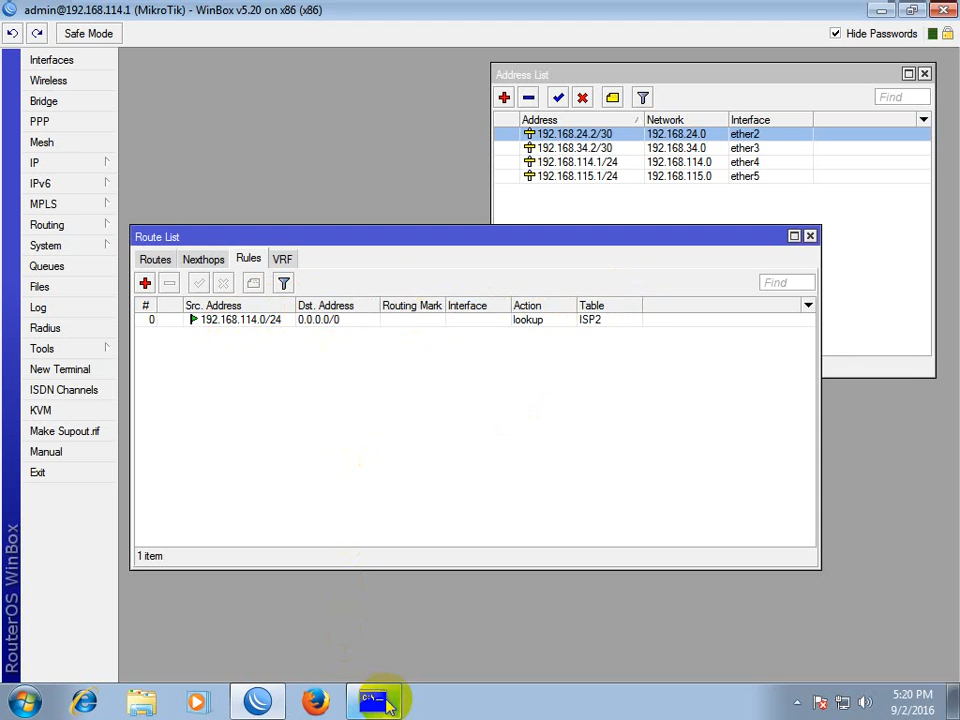 admin@192.168.114.1 (MikroTik) - WinBox v5.20 on x86 (x86)
Safe Mode
Hide Passwords
RouterOS WinBox
Interfaces
Wireless
Bridge
PPP
Mesh
IP
IPv6
MPLS
Routing
System
Queues
Files
Log
Radius
Tools
New Terminal
ISDN Channels
KVM
Make Supout.rif
Manual
Exit
Address List
Find
Address Network Interface
192.168.24.2/30 192.168.24.0 ether2
192.168.34.2/30 192.168.34.0 ether3
192.168.114.1/24 192.168.114.0 ether4
192.168.115.1/24 192.168.115.0 ether5
Route List
Routes Nexthops Rules VRF
Find
# Src. Address Dst. Address Routing Mark Interface Action Table
0 192.168.114.0/24 0.0.0.0/0 lookup ISP2
1 item
C:\
5:20 PM
9/2/2016